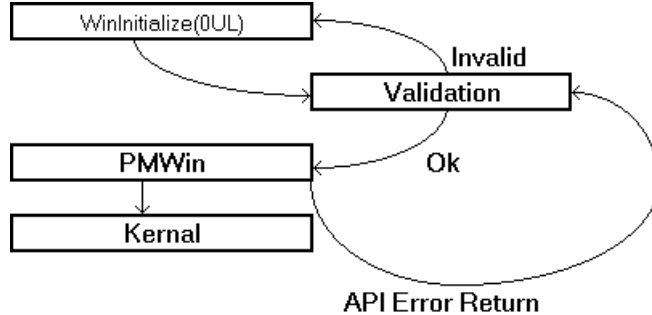 WinInitialize(0UL)
Invalid
Validation
PMWin
Ok
Kernal
API Error Return